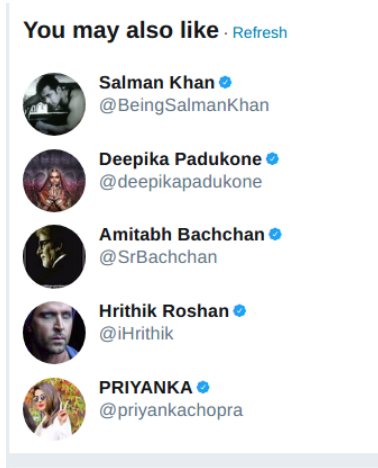 You may also like · Refresh
Salman Khan
@BeingSalmanKhan
Deepika Padukone
@deepikapadukone
Amitabh Bachchan
@SrBachchan
Hrithik Roshan
@iHrithik
PRIYANKA
@priyankachopra